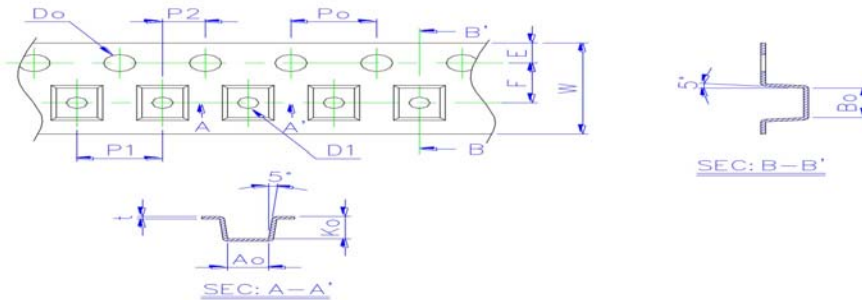 Do
P2
Po
B'
E
F
W
A
A'
P1
D1
B
5°
Bo
SEC: B-B'
5°
t
Ko
Ao
SEC: A-A'